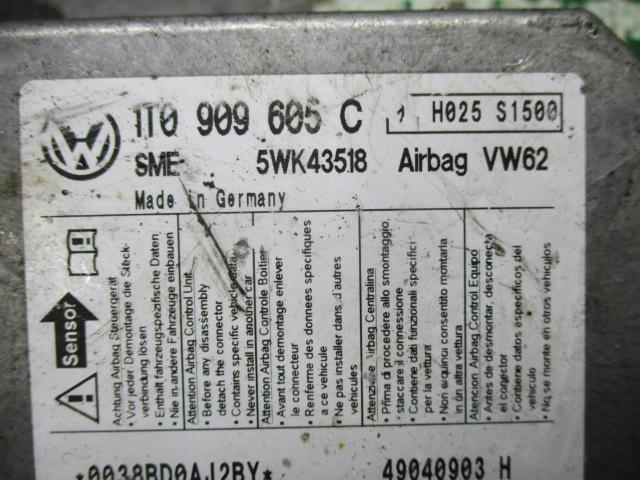 1T0 909 605 C
1 H025 S1500
SME 5WK43518 Airbag VW62
Made in Germany
Sensor
Achtung Airbag Steuergerät
• Vor jeder Demontage die Steck-
verbindung lösen
• Enthält fahrzeugspezifische Daten
• Nie in andere Fahrzeuge einbauen
Attention Airbag Control Unit
• Before any disassembly
detach the connector
• Contains specific vehicle data
• Never install in another car
Attention Airbag Controle Boitier
• Avant tout demontage enlever
le connecteur
• Renferme des donnees specifiques
a ce vehicule
• Ne pas installer dans d'autres
vehicules
Attenzione Airbag Centralina
• Prima di procedere allo smontaggio,
staccare il connessione
• Contiene dati funzionali specifici
per la vettura
• Non e quindi consentito montarla
in un altra vettura
Atencion Airbag Control Equipo
• Antes de desmontar, desconecta
el conector
• Contiene datos especificos del
vehiculo
• No, se monte en otros vehiculos
*0038BD0AJ2BY*
49040903 H